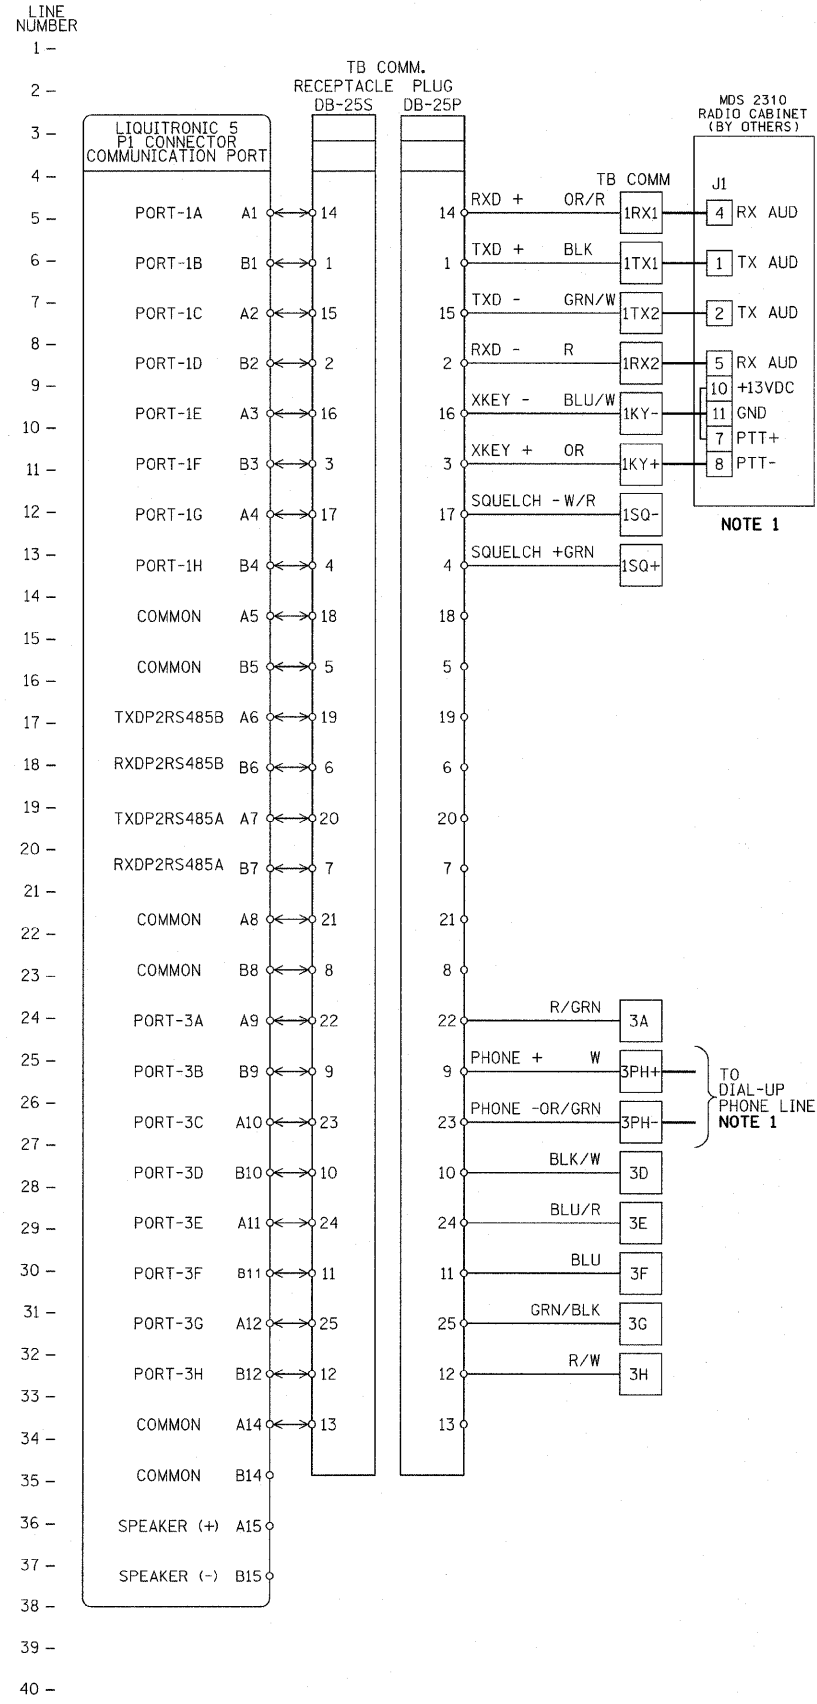 LINE
NUMBER
1 –
TB COMM.
2 –
RECEPTACLE PLUG
DB-25S DB-25P
MDS 2310
RADIO CABINET
(BY OTHERS)
3 –
LIQUITRONIC 5
P1 CONNECTOR
COMMUNICATION PORT
4 –
TB COMM
J1
5 –
PORT-1A A1 14 14 RXD + OR/R 1RX1 4 RX AUD
6 –
PORT-1B B1 1 1 TXD + BLK 1TX1 1 TX AUD
7 –
PORT-1C A2 15 15 TXD - GRN/W 1TX2 2 TX AUD
8 –
PORT-1D B2 2 2 RXD - R 1RX2 5 RX AUD
9 –
10 +13VDC
PORT-1E A3 16 16 XKEY - BLU/W 1KY- 11 GND
10 –
7 PTT+
PORT-1F B3 3 3 XKEY + OR 1KY+ 8 PTT-
11 –
12 –
PORT-1G A4 17 17 SQUELCH - W/R 1SQ-
NOTE 1
13 –
PORT-1H B4 4 4 SQUELCH +GRN 1SQ+
14 –
COMMON A5 18 18
15 –
COMMON B5 5 5
16 –
TXDP2RS485B A6 19 19
17 –
18 –
RXDP2RS485B B6 6 6
19 –
TXDP2RS485A A7 20 20
20 –
RXDP2RS485A B7 7 7
21 –
COMMON A8 21 21
22 –
COMMON B8 8 8
23 –
24 –
PORT-3A A9 22 22 R/GRN 3A
25 –
PORT-3B B9 9 9 PHONE + W 3PH+
TO
DIAL-UP
PHONE LINE
NOTE 1
26 –
PORT-3C A10 23 23 PHONE -OR/GRN 3PH-
27 –
PORT-3D B10 10 10 BLK/W 3D
28 –
PORT-3E A11 24 24 BLU/R 3E
29 –
30 –
PORT-3F B11 11 11 BLU 3F
31 –
PORT-3G A12 25 25 GRN/BLK 3G
32 –
PORT-3H B12 12 12 R/W 3H
33 –
COMMON A14 13 13
34 –
COMMON B14
35 –
36 –
SPEAKER (+) A15
37 –
SPEAKER (-) B15
38 –
39 –
40 –